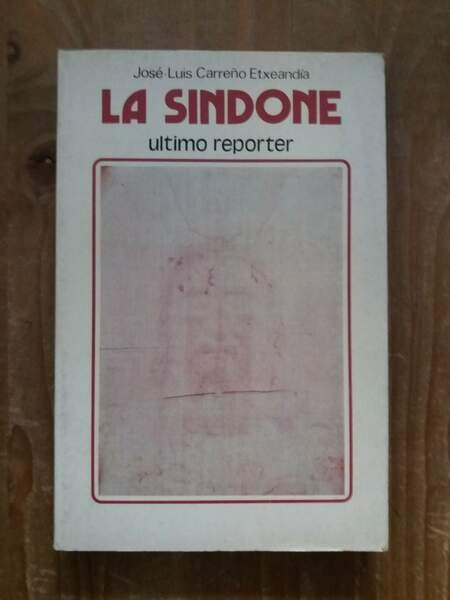 José-Luis Carreño Etxeandía
LA SINDONE
ultimo reporter